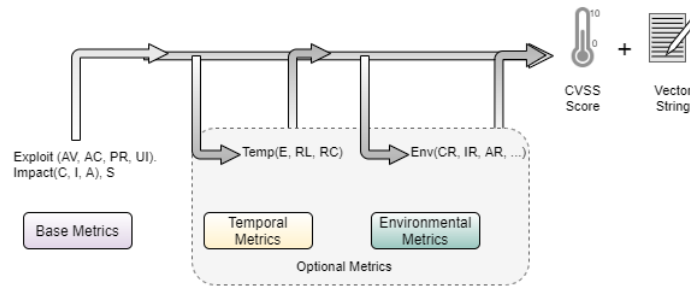 10
0
+
CVSS
Score
Vector
String
Exploit (AV, AC, PR, UI).
Impact(C, I, A), S
Temp(E, RL, RC)
Env(CR, IR, AR, ...)
Base Metrics
Temporal
Metrics
Environmental
Metrics
Optional Metrics